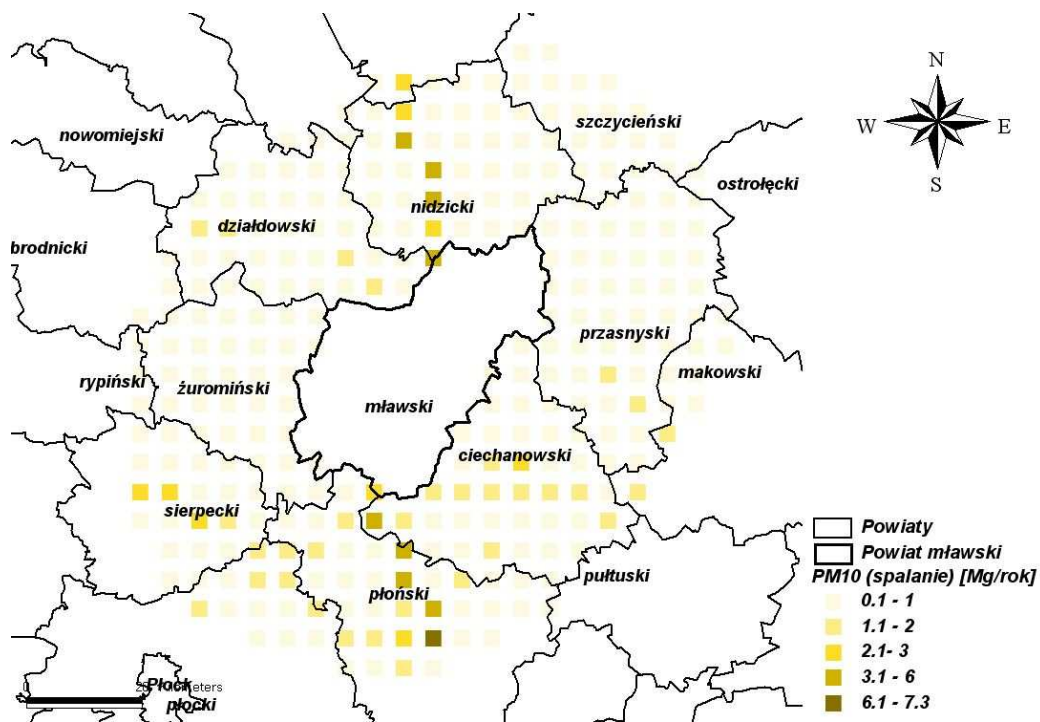 N
szczycieński
nowomiejski
W E
S
ostrołęcki
nidzicki
działdowski
brodnicki
przasnyski
makowski
rypiński
żuromiński
mławski
ciechanowski
sierpecki
pułtuski
płoński
Powiaty
Powiat mławski
PM10 (spalanie) [Mg/rok]
0.1 - 1
1.1 - 2
2.1- 3
3.1 - 6
6.1 - 7.3
Płock
0
płocki